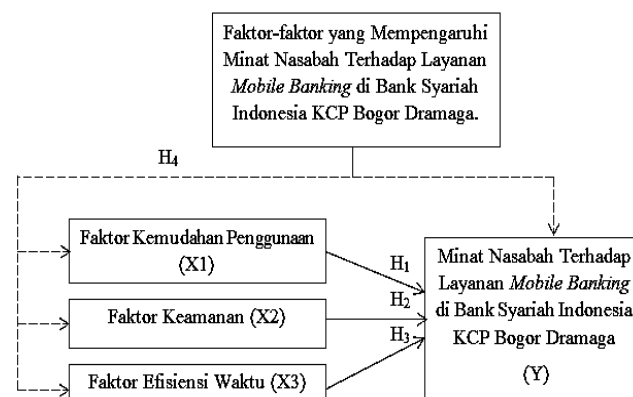 Faktor-faktor yang Mempengaruhi
Minat Nasabah Terhadap Layanan
Mobile Banking di Bank Syariah
Indonesia KCP Bogor Dramaga.
H4
Faktor Kemudahan Penggunaan
(X1)
Faktor Keamanan (X2)
Faktor Efisiensi Waktu (X3)
H1
H2
H3
Minat Nasabah Terhadap
Layanan Mobile Banking
di Bank Syariah Indonesia
KCP Bogor Dramaga
(Y)